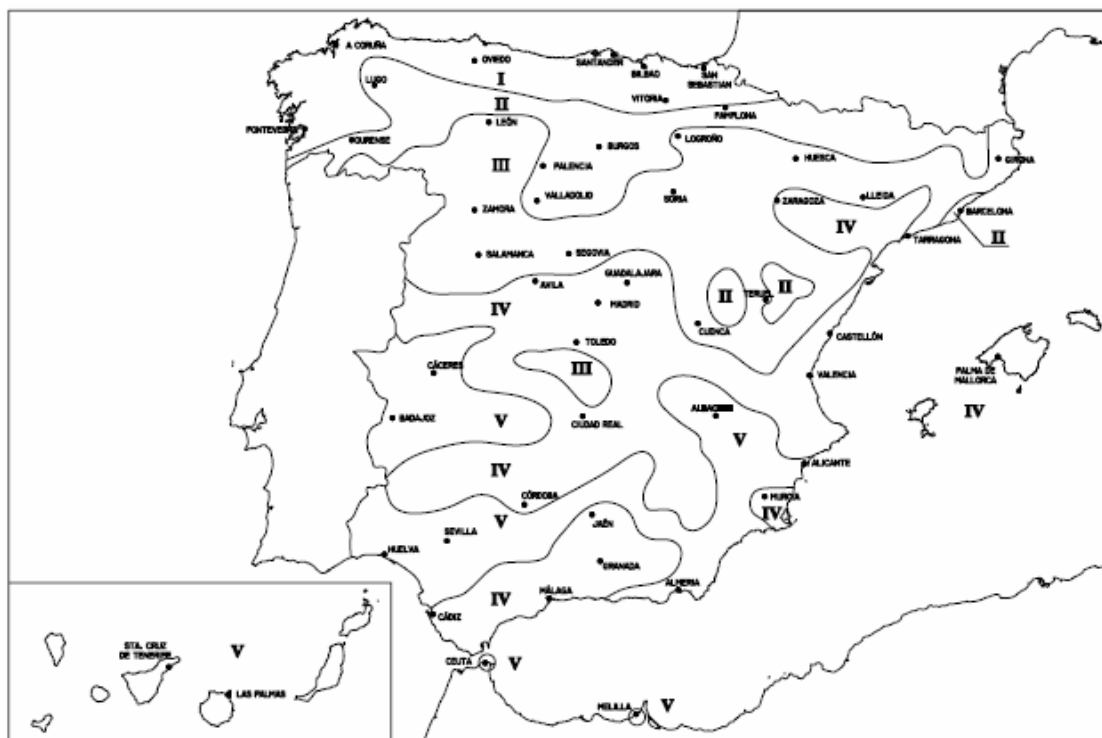 A CORUÑA
OVIEDO
SANTANDER
BILBAO
SAN
SEBASTIAN
I
LUGO
VITORIA
II
PAMPLONA
LEÓN
PONTEVEDRA
OURENSE
LOGROÑO
BURGOS
III
PALENCIA
HUESCA
GIRONA
VALLADOLID
SORIA
ZARAGOZA
LLEIDA
ZAMORA
IV
BARCELONA
TARRAGONA
II
SALAMANCA
SEGOVIA
AVILA
GUADALAJARA
II
TERUEL
II
IV
MADRID
CUENCA
CASTELLÓN
TOLEDO
CÁCERES
III
VALENCIA
PALMA DE
MALLORCA
IV
BADAJOZ
V
CIUDAD REAL
ALBACETE
V
IV
ALICANTE
CÓRDOBA
MURCIA
IV
V
JAÉN
SEVILLA
HUELVA
GRANADA
ALMERIA
IV
MÁLAGA
CÁDIZ
STA. CRUZ
DE TENERIFE
V
LAS PALMAS
CEUTA
V
MELILLA
V